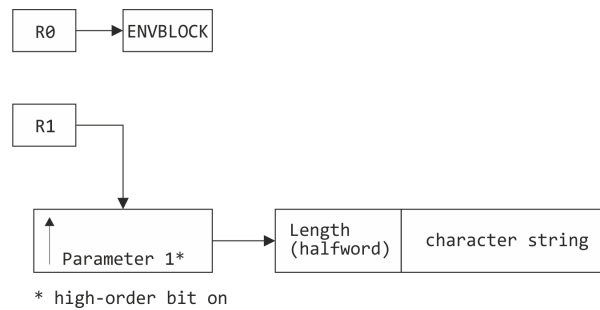 R0
ENVBLOCK
R1
Length
(halfword)
character string
Parameter 1*
* high-order bit on